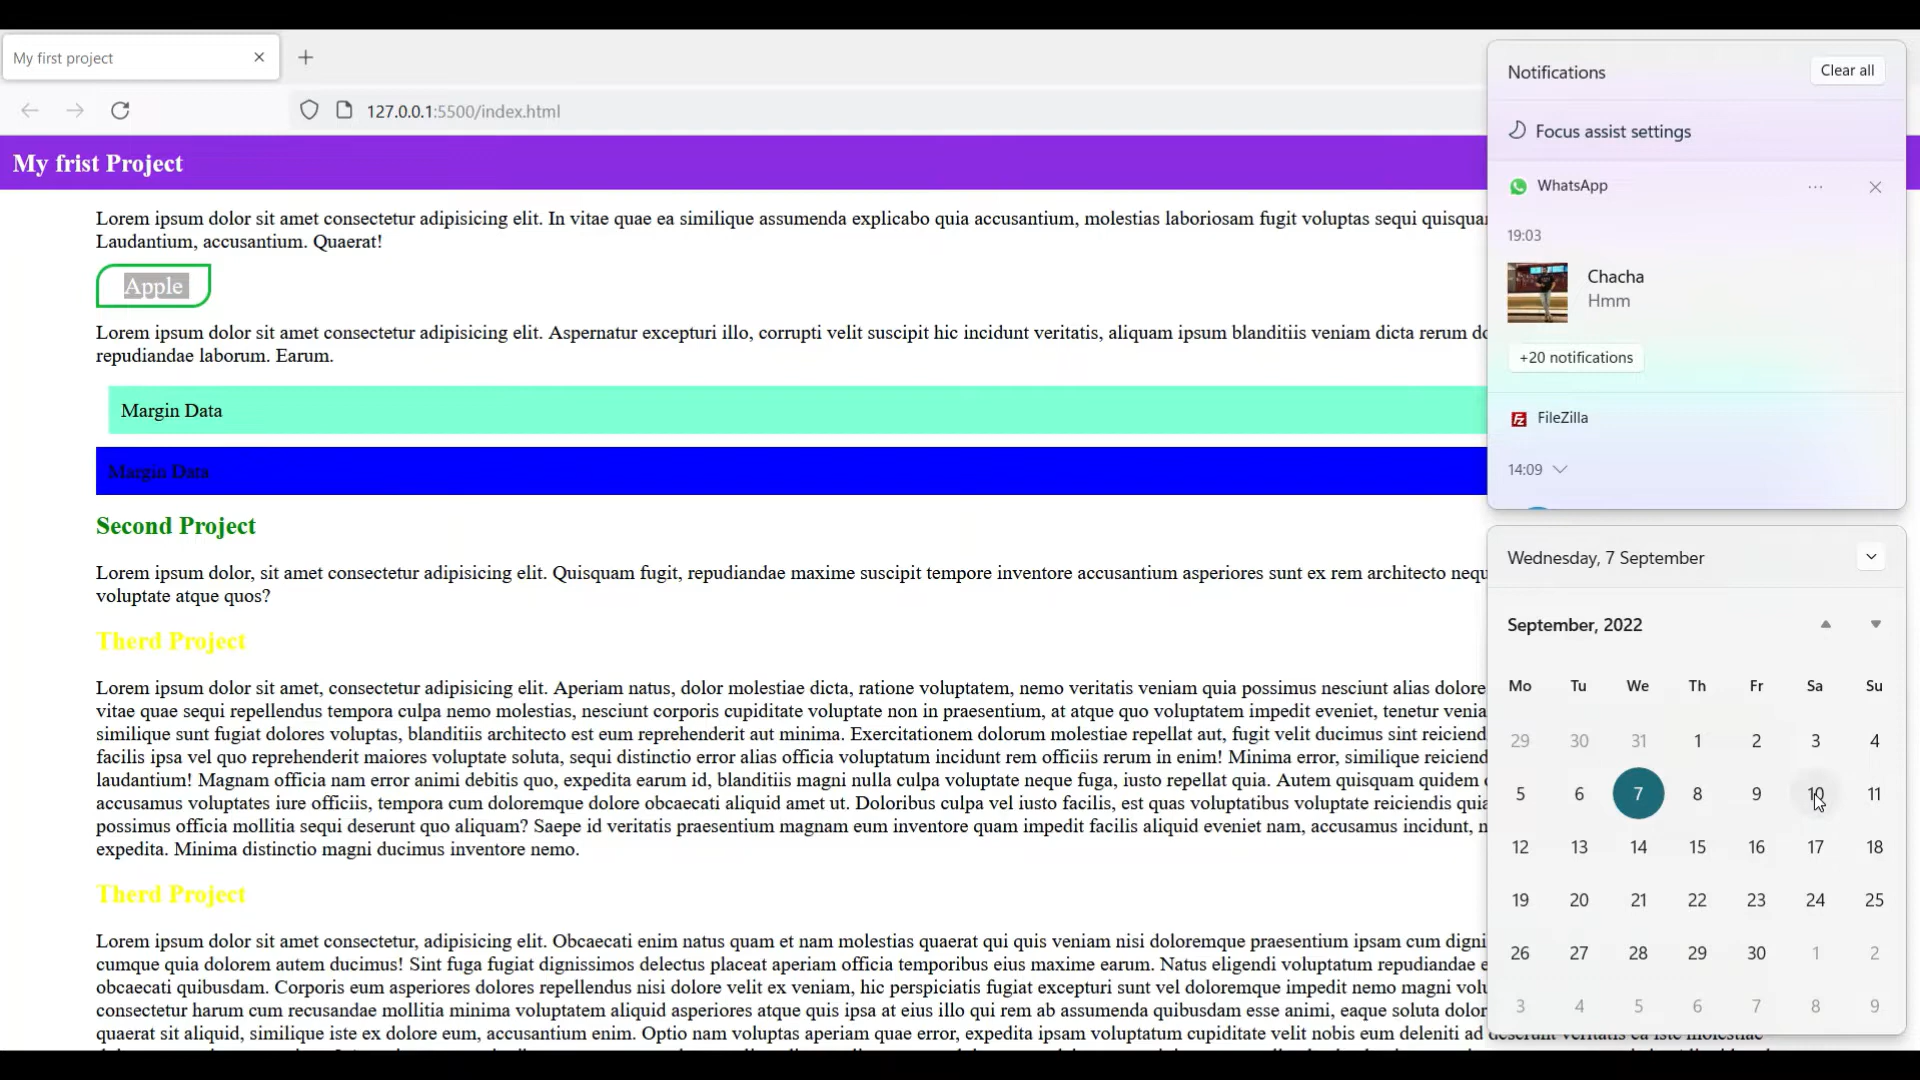 My first project
127.0.0.1:5500/index.html
My frist Project
Lorem ipsum dolor sit amet consectetur adipisicing elit. In vitae quae ea similique assumenda explicabo quia accusantium, molestias laboriosam fugit voluptas sequi
Laudantium, accusantium. Quaerat!
Apple
Lorem ipsum dolor sit amet consectetur adipisicing elit. Aspernatur excepturi illo, corrupti velit suscipit hic incidunt veritatis, aliquam ipsum blanditiis veniam dicta rerum
repudiandae laborum. Earum.
Margin Data
Margin Data
Second Project
Lorem ipsum dolor, sit amet consectetur adipisicing elit. Quisquam fugit, repudiandae maxime suscipit tempore inventore accusantium asperiores sunt ex rem architecto
voluptate atque quos?
Therd Project
Lorem ipsum dolor sit amet, consectetur adipisicing elit. Aperiam natus, dolor molestiae dicta, ratione voluptatem, nemo veritatis veniam quia possimus nesciunt alias dolore
vitae quae sequi repellendus tempora culpa nemo molestias, nesciunt corporis cupiditate voluptate non in praesentium, at atque quo voluptatem impedit eveniet, tenetur
similique sunt fugiat dolores voluptas, blanditiis architecto est eum reprehenderit aut minima. Exercitationem dolorum molestiae repellat aut, fugit velit ducimus sint
facilis ipsa vel quo reprehenderit maiores voluptate soluta, sequi distinctio error alias officia voluptatum incidunt rem officiis rerum in enim! Minima error, similique
laudantium! Magnam officia nam error animi debitis quo, expedita earum id, blanditiis magni nulla culpa voluptate neque fuga, iusto repellat quia. Autem quisquam quidem
accusamus voluptates iure officiis, tempora cum doloremque dolore obcaecati aliquid amet ut. Doloribus culpa vel iusto facilis, est quas voluptatibus voluptate reiciendis
possimus officia mollitia sequi deserunt quo aliquam? Saepe id veritatis praesentium magnam eum inventore quam impedit facilis aliquid eveniet nam, accusamus incidunt,
expedita. Minima distinctio magni ducimus inventore nemo.
Therd Project
Lorem ipsum dolor sit amet consectetur, adipisicing elit. Obcaecati enim natus quam et nam molestias quaerat qui quis veniam nisi doloremque praesentium ipsam cum
cumque quia dolorem autem ducimus! Sint fuga fugiat dignissimos delectus placeat aperiam officia temporibus eius maxime earum. Natus eligendi voluptatum repudiandae
obcaecati quibusdam. Corporis eum asperiores dolores repellendus nisi dolore velit ex veniam, hic perspiciatis fugiat excepturi sunt vel doloremque impedit nemo magni
consectetur harum cum recusandae mollitia minima voluptatem aliquid asperiores atque quis ipsa at eius illo qui rem ab assumenda quibusdam esse animi, eaque soluta
quaerat sit aliquid, similique iste ex dolore eum, accusantium enim. Optio nam voluptas aperiam quae error, expedita ipsam voluptatum cupiditate velit nobis eum deleniti ad
Notifications
Clear all
Focus assist settings
WhatsApp
19:03
Chacha
Hmm
+20 notifications
FileZilla
14:09
Wednesday, 7 September
September, 2022
Mo Tu We Th Fr Sa Su
29 30 31 1 2 3 4
5 6 7 8 9 10 11
12 13 14 15 16 17 18
19 20 21 22 23 24 25
26 27 28 29 30 1 2
3 4 5 6 7 8 9